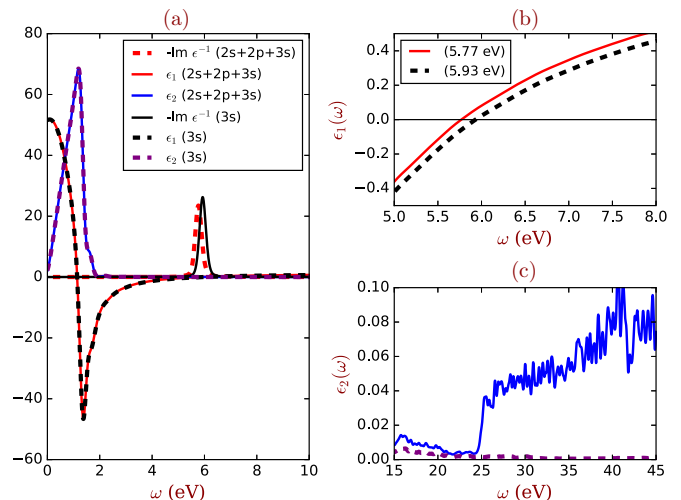 (a)
80
60
40
20
0
−20
−40
−60
0 2 4 6 8 10
ω (eV)
-Im ϵ⁻¹ (2s+2p+3s)
ϵ₁ (2s+2p+3s)
ϵ₂ (2s+2p+3s)
-Im ϵ⁻¹ (3s)
ϵ₁ (3s)
ϵ₂ (3s)
(b)
ϵ₁(ω)
0.4
0.2
0.0
−0.2
−0.4
5.0 5.5 6.0 6.5 7.0 7.5 8.0
ω (eV)
(5.77 eV)
(5.93 eV)
(c)
ϵ₂(ω)
0.10
0.08
0.06
0.04
0.02
0.00
15 20 25 30 35 40 45
ω (eV)